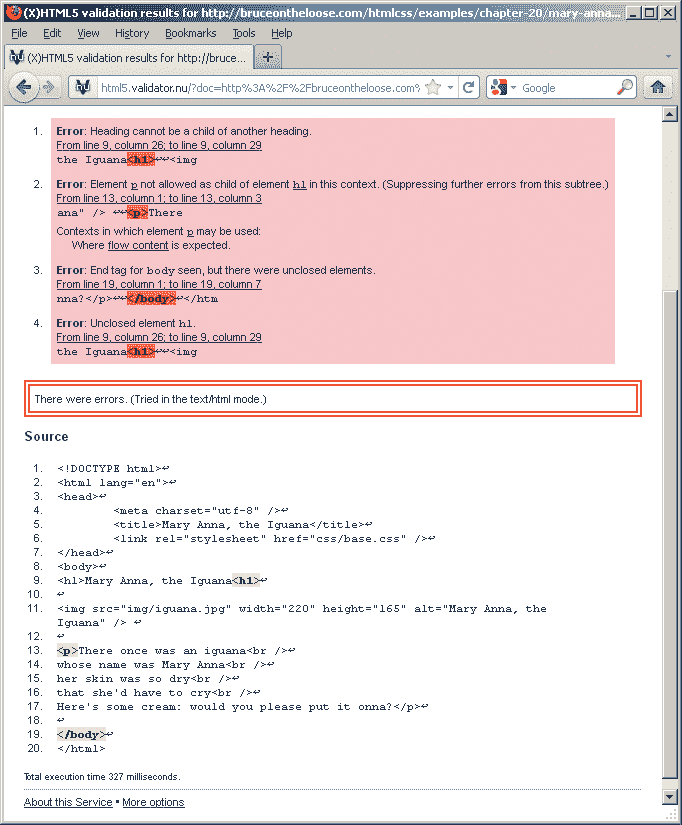 (X)HTML5 validation results for http://bruceontheloose.com/htmlcss/examples/chapter-20/mary-anna...
File Edit View History Bookmarks Tools Help
(X)HTML5 validation results for http://bruce...
html5.validator.nu/?doc=http%3A%2F%2Fbruceontheloose.com%
Google
1. Error: Heading cannot be a child of another heading.
From line 9, column 26; to line 9, column 29
the Iguana<h1>↩↩<img
2. Error: Element p not allowed as child of element h1 in this context. (Suppressing further errors from this subtree.)
From line 13, column 1; to line 13, column 3
ana" /> ↩↩<p>There
Contexts in which element p may be used:
Where flow content is expected.
3. Error: End tag for body seen, but there were unclosed elements.
From line 19, column 1; to line 19, column 7
nna?</p>↩↩</body>↩</htm
4. Error: Unclosed element h1.
From line 9, column 26; to line 9, column 29
the Iguana<h1>↩↩<img
There were errors. (Tried in the text/html mode.)
Source
1. <!DOCTYPE html>↩
2. <html lang="en">↩
3. <head>↩
4. <meta charset="utf-8" />↩
5. <title>Mary Anna, the Iguana</title>↩
6. <link rel="stylesheet" href="css/base.css" />↩
7. </head>↩
8. <body>↩
9. <h1>Mary Anna, the Iguana<h1>↩
10. ↩
11. <img src="img/iguana.jpg" width="220" height="165" alt="Mary Anna, the
Iguana" /> ↩
12. ↩
13. <p>There once was an iguana<br />↩
14. whose name was Mary Anna<br />↩
15. her skin was so dry<br />↩
16. that she'd have to cry<br />↩
17. Here's some cream: would you please put it onna?</p>↩
18. ↩
19. </body>↩
20. </html>
Total execution time 327 milliseconds.
About this Service • More options